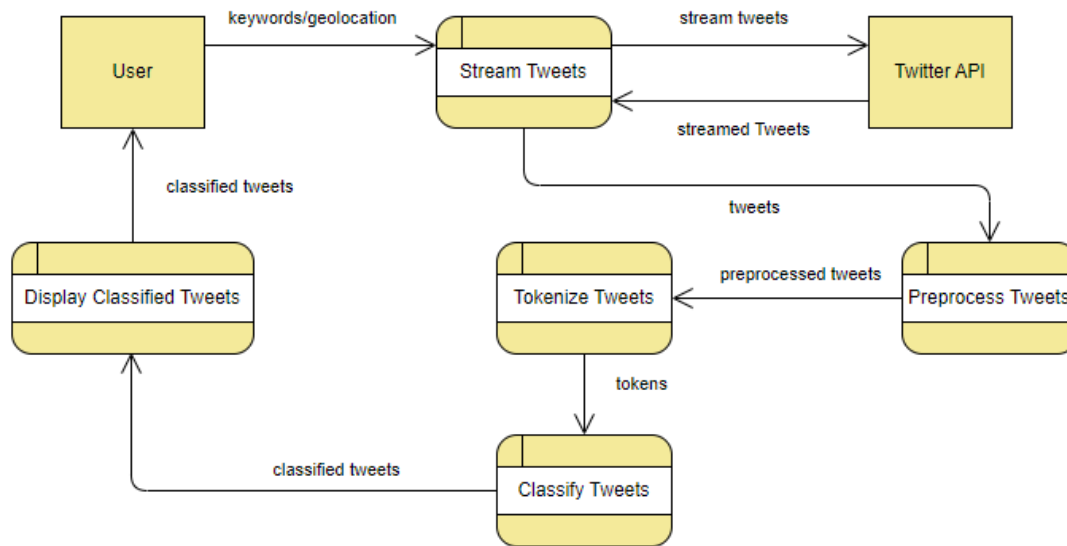 keywords/geolocation
stream tweets
User
Stream Tweets
Twitter API
streamed Tweets
classified tweets
tweets
preprocessed tweets
Display Classified Tweets
Tokenize Tweets
Preprocess Tweets
tokens
classified tweets
Classify Tweets